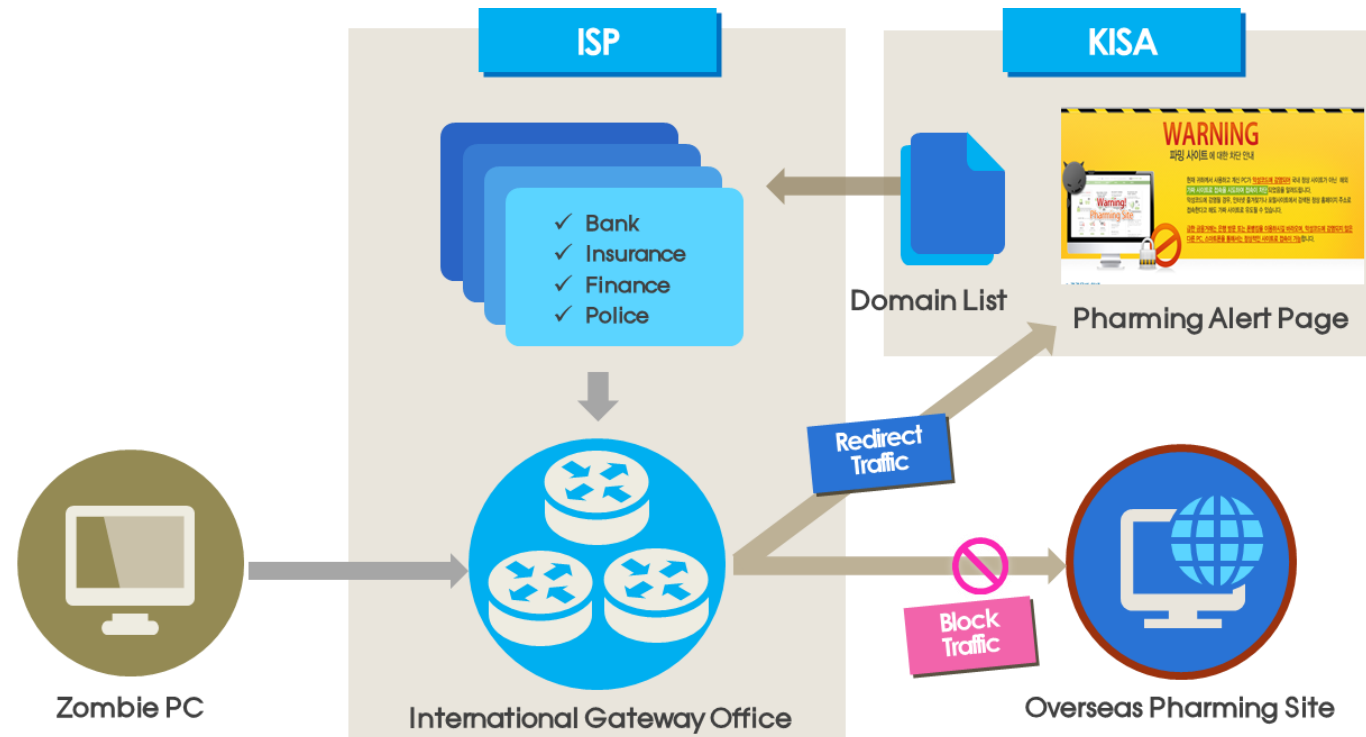 ISP
KISA
✓ Bank
✓ Insurance
✓ Finance
✓ Police
Domain List
WARNING
파밍 사이트 에 대한 차단 안내
Warning!
Pharming Site
Pharming Alert Page
Redirect
Traffic
Block
Traffic
Zombie PC
International Gateway Office
Overseas Pharming Site